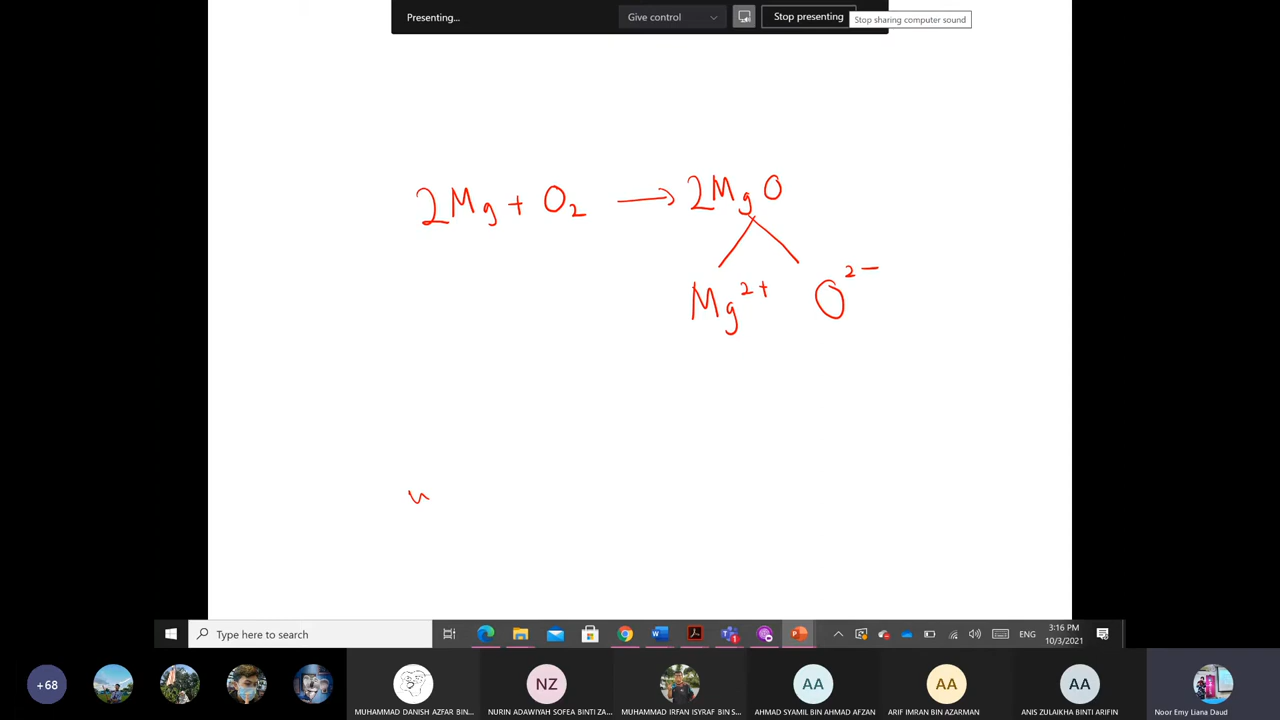 Presenting...
Give control
Stop presenting
Stop sharing computer sound
2Mg + O₂ → 2MgO
Mg²⁺ O²⁻
Type here to search
ENG
3:16 PM
10/3/2021
+68
MUHAMMAD DANISH AZFAR BIN...
NZ
NURIN ADAWIYAH SOFEA BINTI ZA...
MUHAMMAD IRFAN ISYRAF BIN S...
AA
AHMAD SYAMIL BIN AHMAD AFZAN
AA
ARIF IMRAN BIN AZARMAN
AA
ANIS ZULAIKHA BINTI ARIFIN
Noor Emy Liana Daud